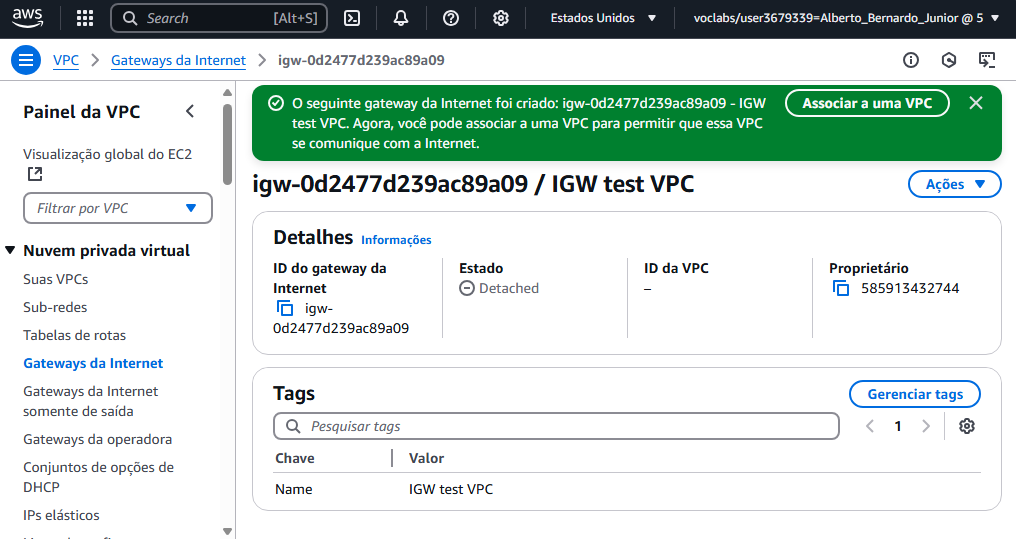 aws
Search [Alt+S]
Estados Unidos
voclabs/user3679339=Alberto_Bernardo_Junior @ 5
VPC
Gateways da Internet
igw-0d2477d239ac89a09
Painel da VPC
Visualização global do EC2
Filtrar por VPC
Nuvem privada virtual
Suas VPCs
Sub-redes
Tabelas de rotas
Gateways da Internet
Gateways da Internet
somente de saída
Gateways da operadora
Conjuntos de opções de
DHCP
IPs elásticos
O seguinte gateway da Internet foi criado: igw-0d2477d239ac89a09 - IGW
test VPC. Agora, você pode associar a uma VPC para permitir que essa VPC
se comunique com a Internet.
Associar a uma VPC
igw-0d2477d239ac89a09 / IGW test VPC
Ações
Detalhes Informações
ID do gateway da
Internet
igw-
0d2477d239ac89a09
Estado
Detached
ID da VPC
–
Proprietário
585913432744
Tags
Gerenciar tags
Pesquisar tags
1
Chave Valor
Name IGW test VPC